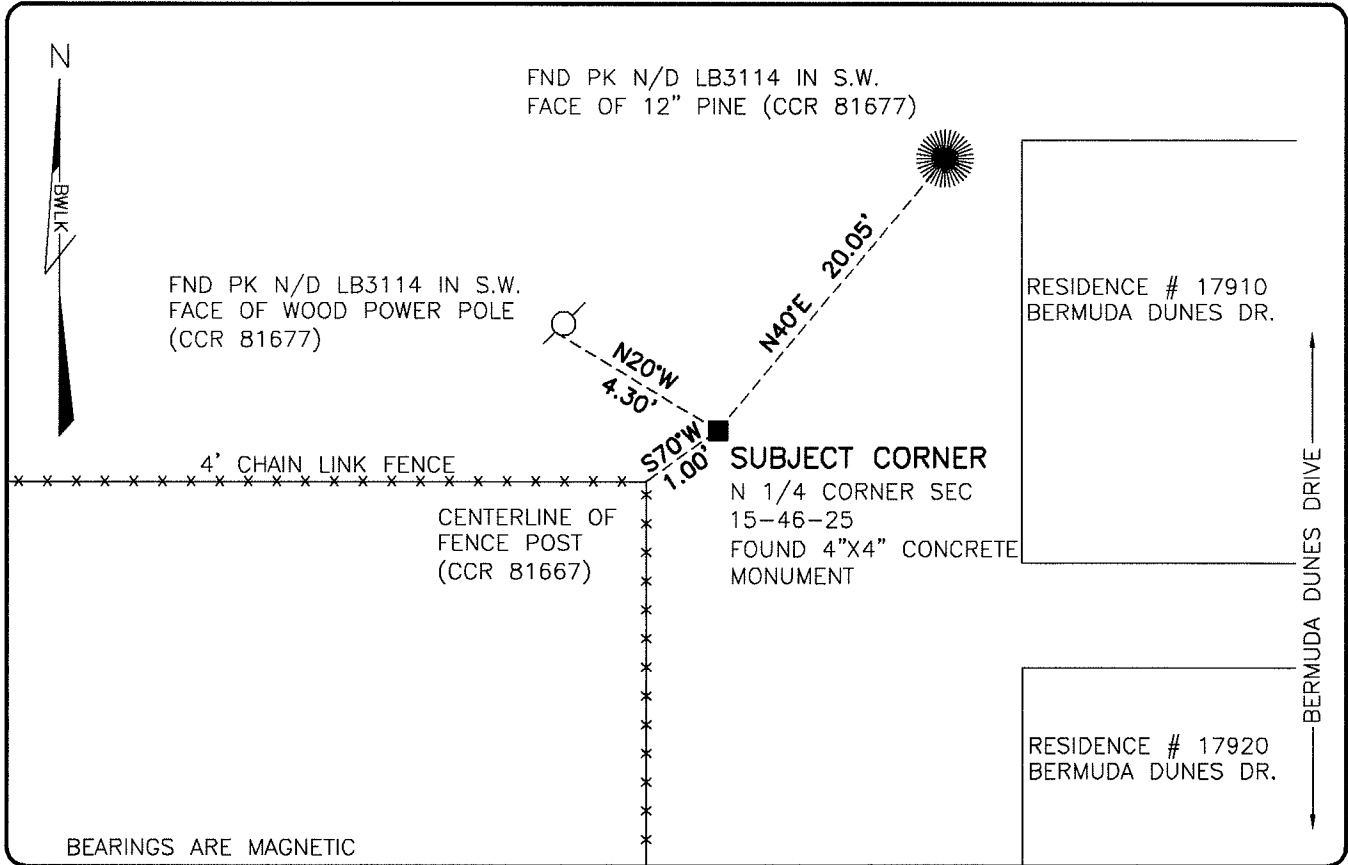 N
BWLK
FND PK N/D LB3114 IN S.W.
FACE OF 12" PINE (CCR 81677)
FND PK N/D LB3114 IN S.W.
FACE OF WOOD POWER POLE
(CCR 81677)
N20°W
4.30'
N40°E 20.05'
S70°W
1.00'
RESIDENCE # 17910
BERMUDA DUNES DR.
4' CHAIN LINK FENCE
CENTERLINE OF
FENCE POST
(CCR 81667)
SUBJECT CORNER
N 1/4 CORNER SEC
15-46-25
FOUND 4"X4" CONCRETE
MONUMENT
BERMUDA DUNES DRIVE
RESIDENCE # 17920
BERMUDA DUNES DR.
BEARINGS ARE MAGNETIC